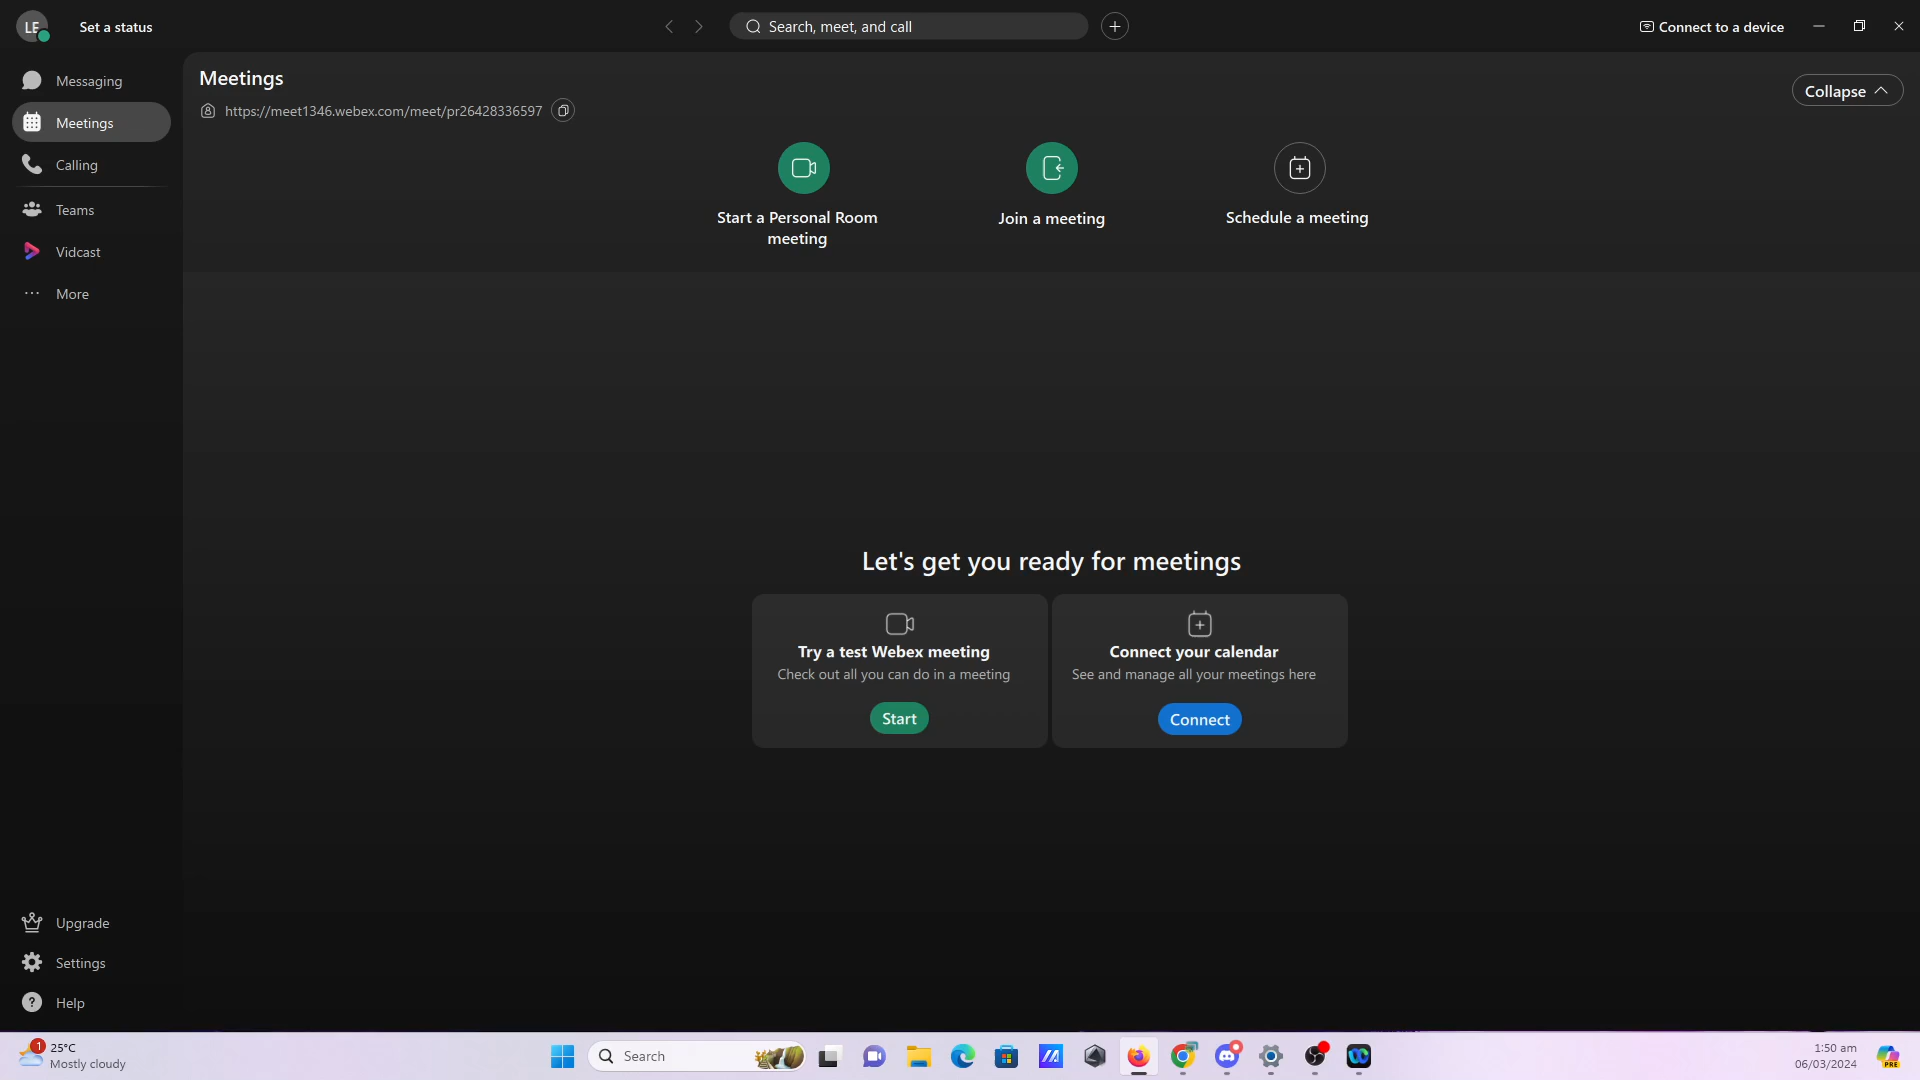 LE
Set a status
Search, meet, and call
Connect to a device
Messaging
Meetings
Calling
Teams
Vidcast
More
Upgrade
Settings
Help
Meetings
https://meet1346.webex.com/meet/pr26428336597
Collapse
Start a Personal Room
meeting
Join a meeting
Schedule a meeting
Let's get you ready for meetings
Try a test Webex meeting
Check out all you can do in a meeting
Start
Connect your calendar
See and manage all your meetings here
Connect
1
25°C
Mostly cloudy
Search
1:50 am
06/03/2024
PRE